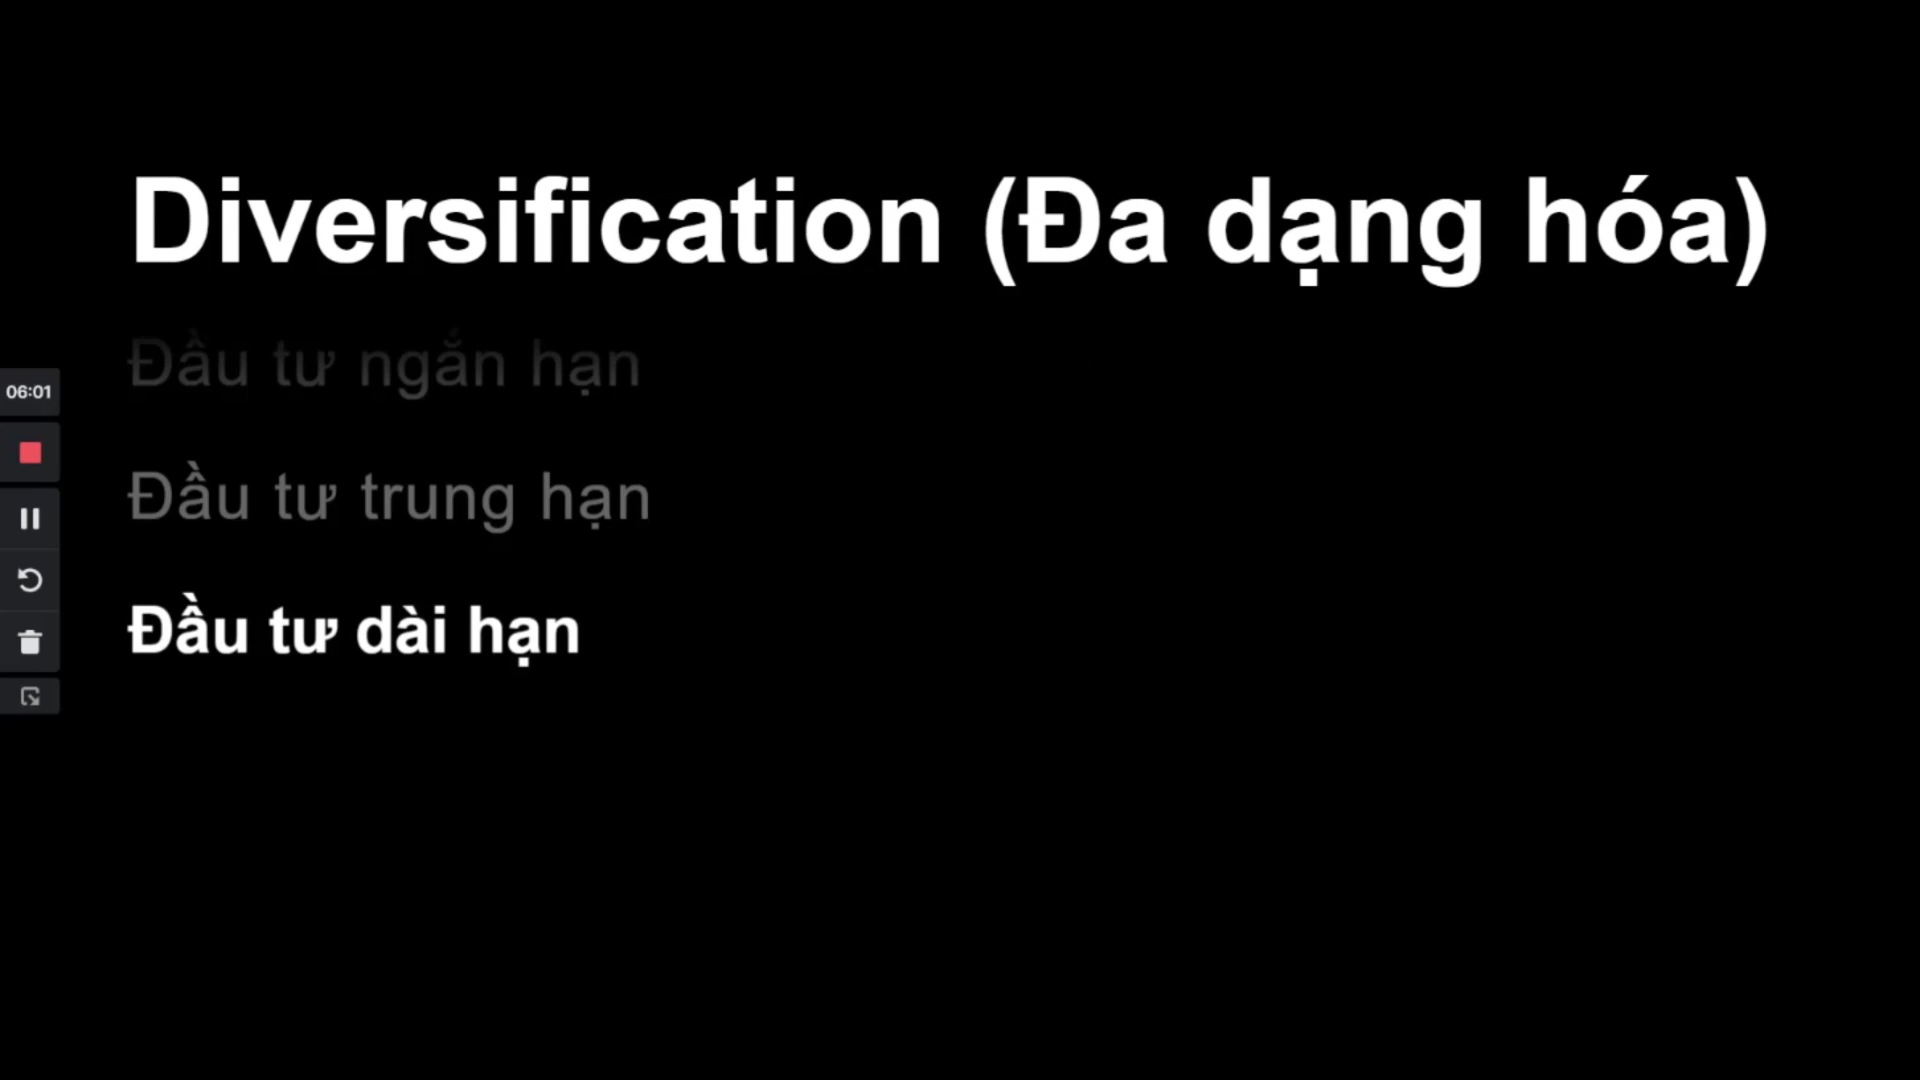 Diversification (Đa dạng hóa)
Đầu tư ngắn hạn
06:01
Đầu tư trung hạn
Đầu tư dài hạn